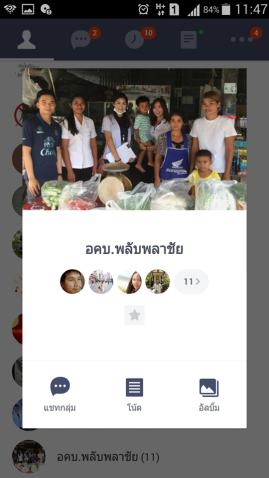 84% 11:47
2
10
4
อคบ.พลับพลาชัย
11 >
แชทกลุ่ม
โน้ต
อัลบั้ม
อคบ.พลับพลาชัย (11)